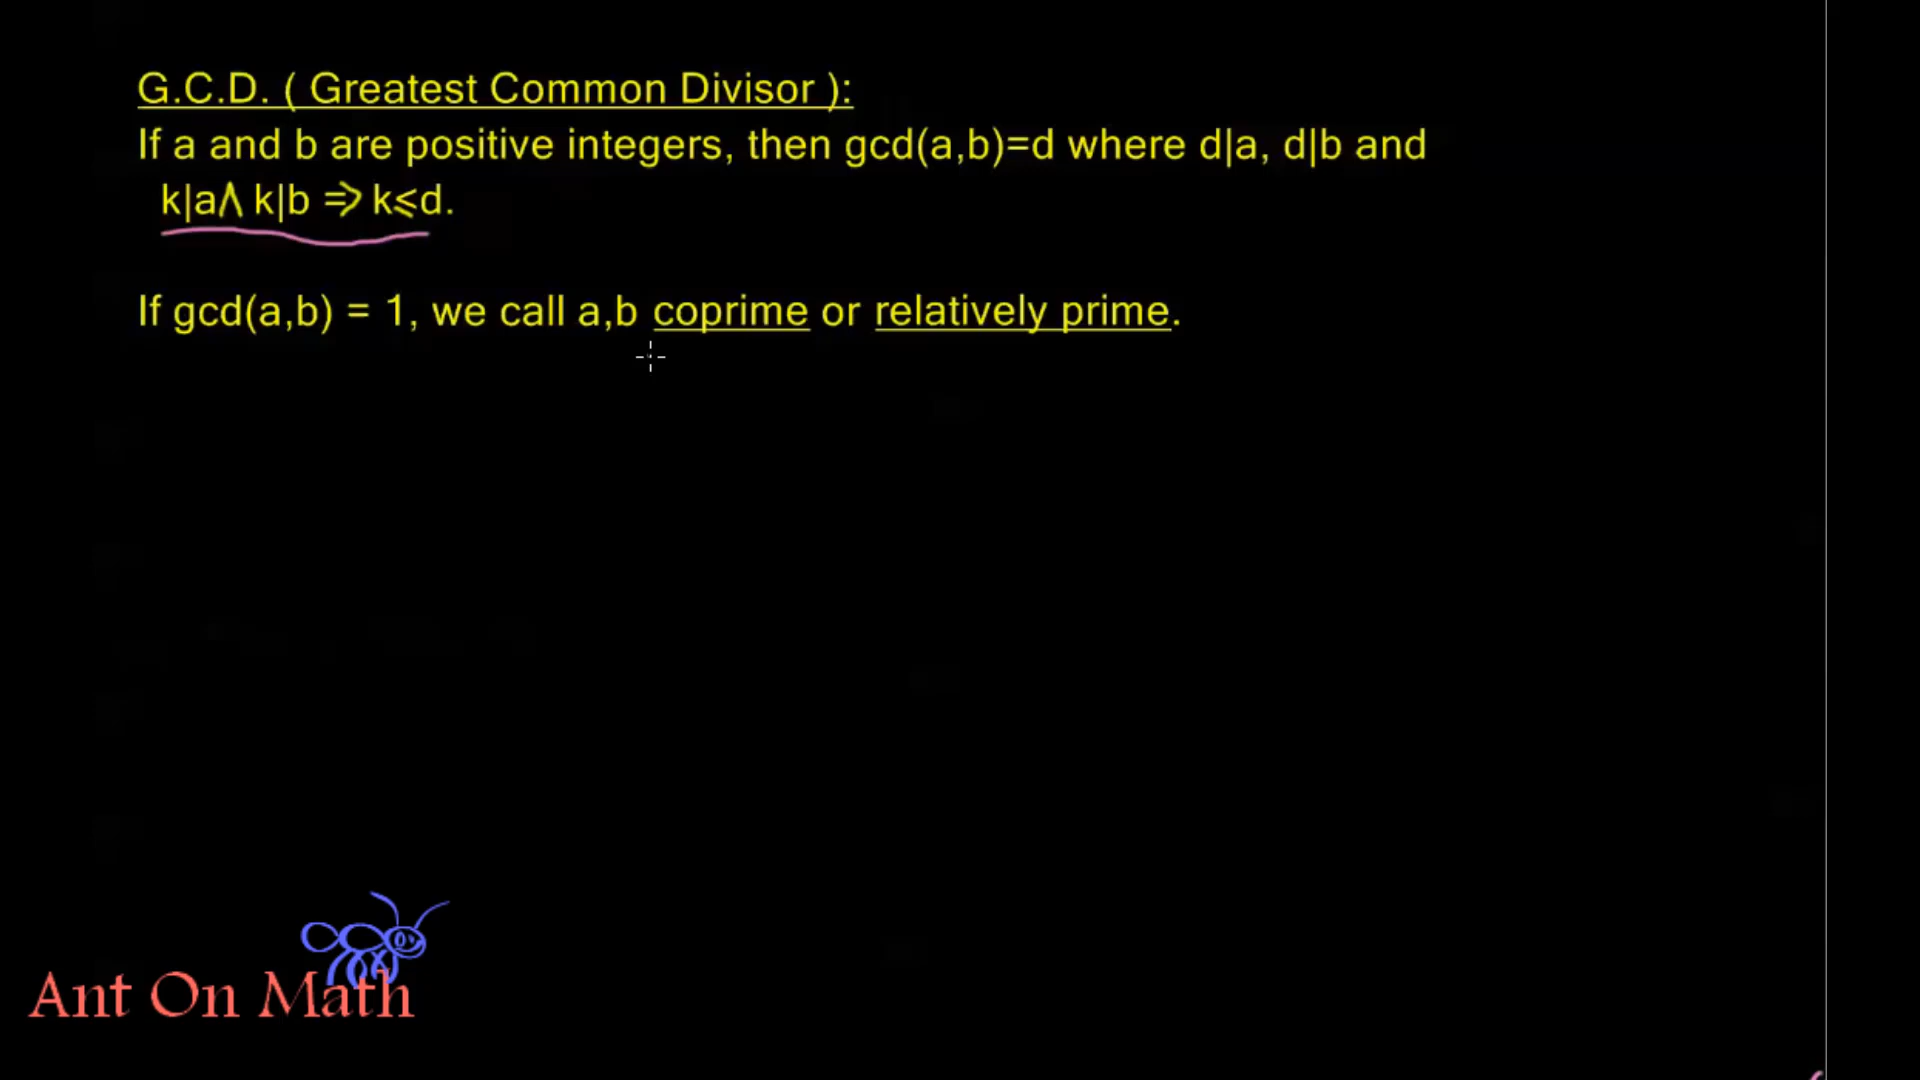 G.C.D. ( Greatest Common Divisor ):
If a and b are positive integers, then gcd(a,b)=d where d|a, d|b and
k|a∧ k|b ⇒ k⩽d.
If gcd(a,b) = 1, we call a,b coprime or relatively prime.
Ant On Math